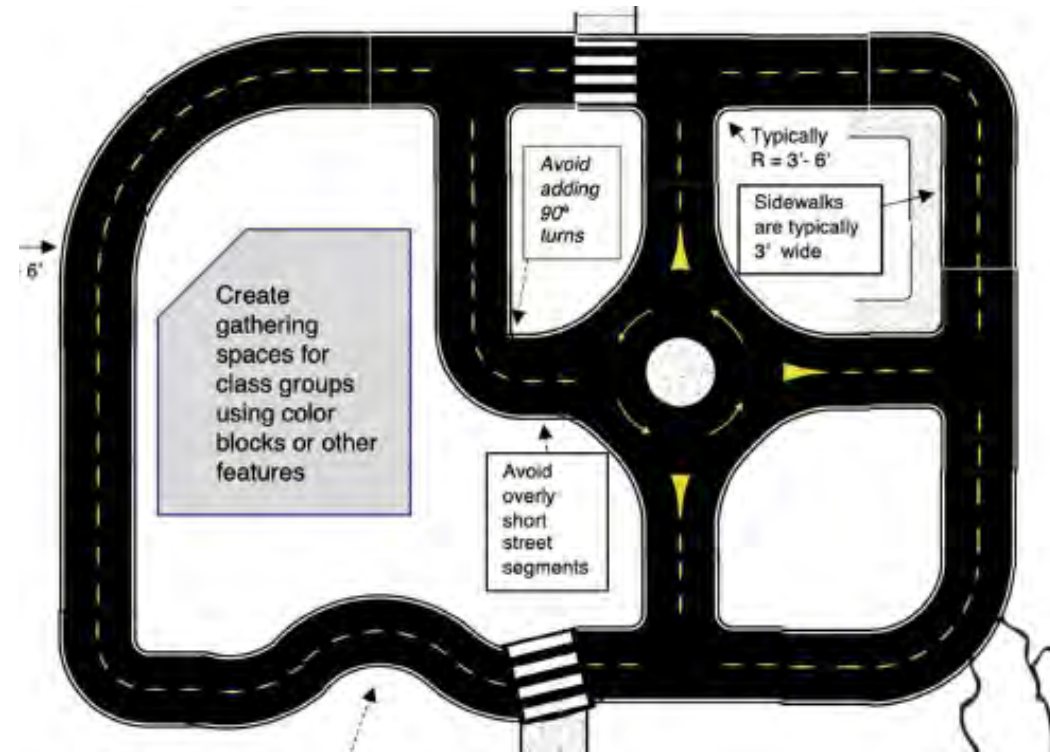 Typically
R = 3'- 6'
Avoid
adding
90º
turns
Sidewalks
are typically
3' wide
6'
Create
gathering
spaces for
class groups
using color
blocks or other
features
Avoid
overly
short
street
segments